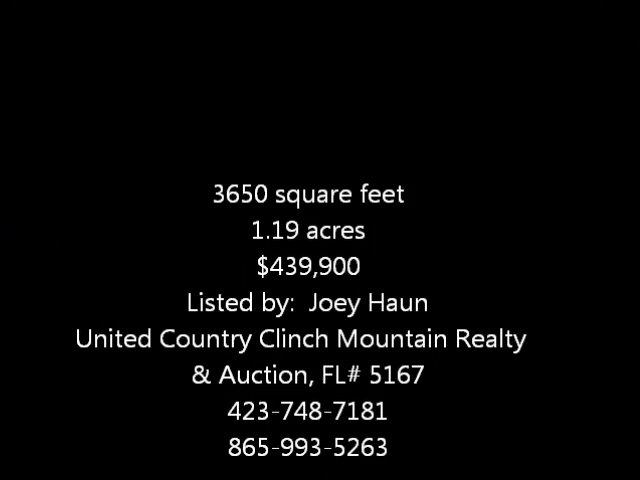 3650 square feet
1.19 acres
$439,900
Listed by:  Joey Haun
United Country Clinch Mountain Realty
& Auction, FL# 5167
423-748-7181
865-993-5263